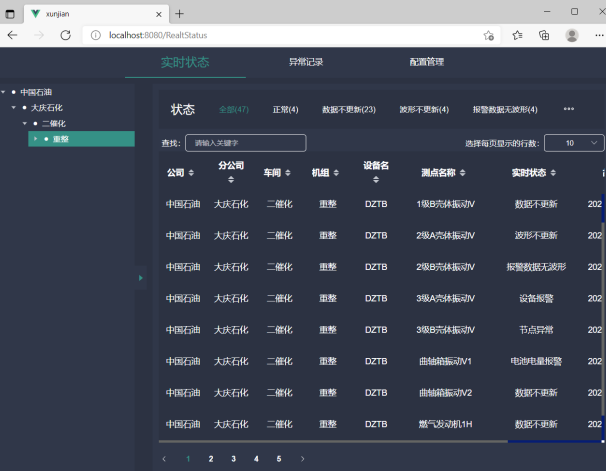 xunjian
localhost:8080/RealtStatus
实时状态 异常记录 配置管理
中国石油
大庆石化
二催化
重整
状态 全部(47) 正常(4) 数据不更新(23) 波形不更新(4) 报警数据无波形(4) •••
查找: 请输入关键字 选择每页显示的行数: 10
公司 分公司 车间 机组 设备名 测点名称 实时状态
中国石油 大庆石化 二催化 重整 DZTB 1级B壳体振动V 数据不更新 202
中国石油 大庆石化 二催化 重整 DZTB 2级A壳体振动V 波形不更新 202
中国石油 大庆石化 二催化 重整 DZTB 2级B壳体振动V 报警数据无波形 202
中国石油 大庆石化 二催化 重整 DZTB 3级A壳体振动V 设备报警 202
中国石油 大庆石化 二催化 重整 DZTB 3级B壳体振动V 节点异常 202
中国石油 大庆石化 二催化 重整 DZTB 曲轴箱振动V1 电池电量报警 202
中国石油 大庆石化 二催化 重整 DZTB 曲轴箱振动V2 数据不更新 202
中国石油 大庆石化 二催化 重整 DZTB 燃气发动机1H 数据不更新 202
< 1 2 3 4 5 >